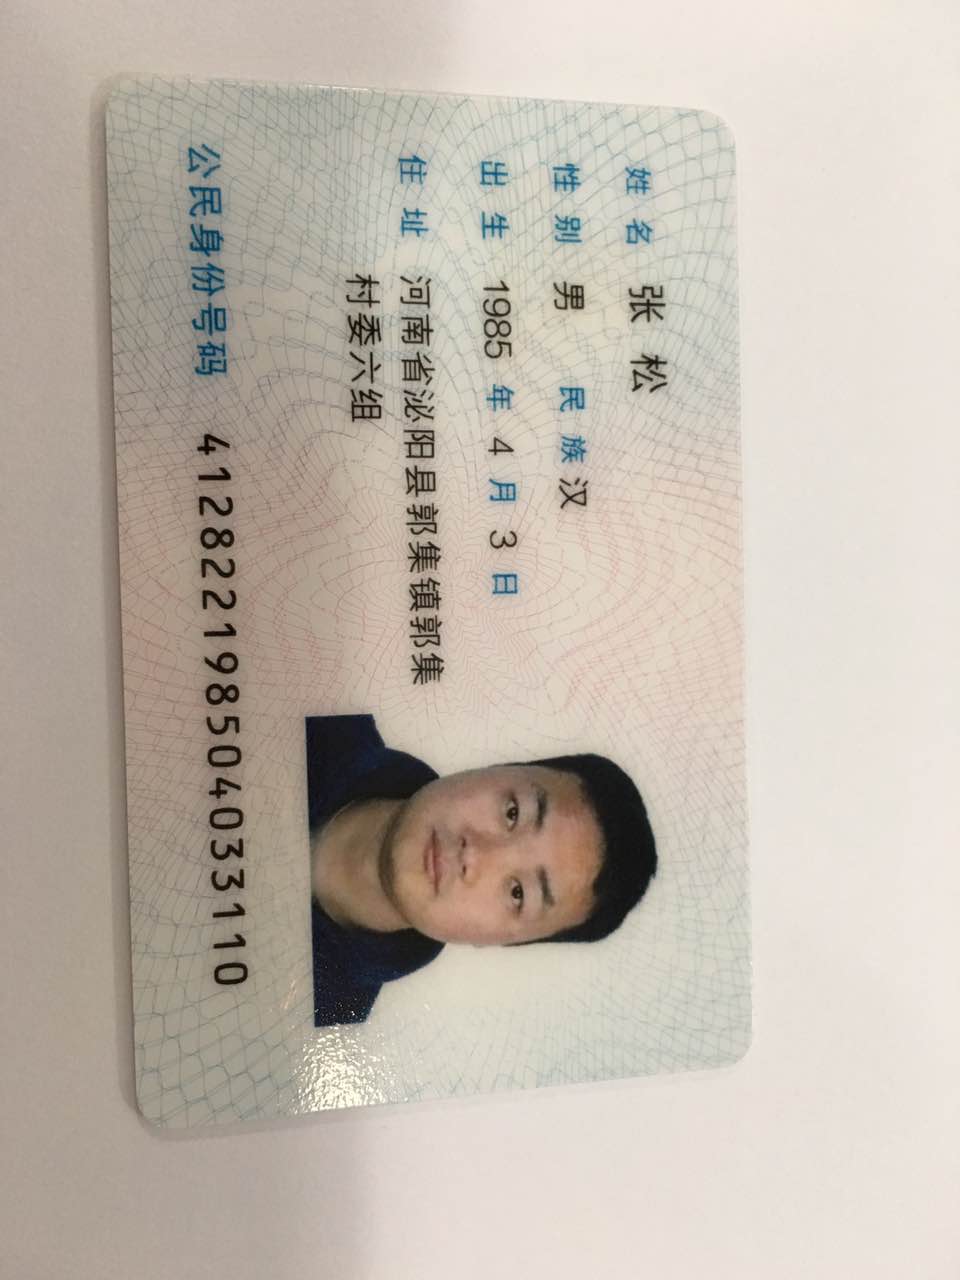 姓名 张松
性别 男 民族 汉
出生 1985 年 4 月 3 日
住址 河南省泌阳县郭集镇郭集
村委六组
公民身份号码 412822198504033110